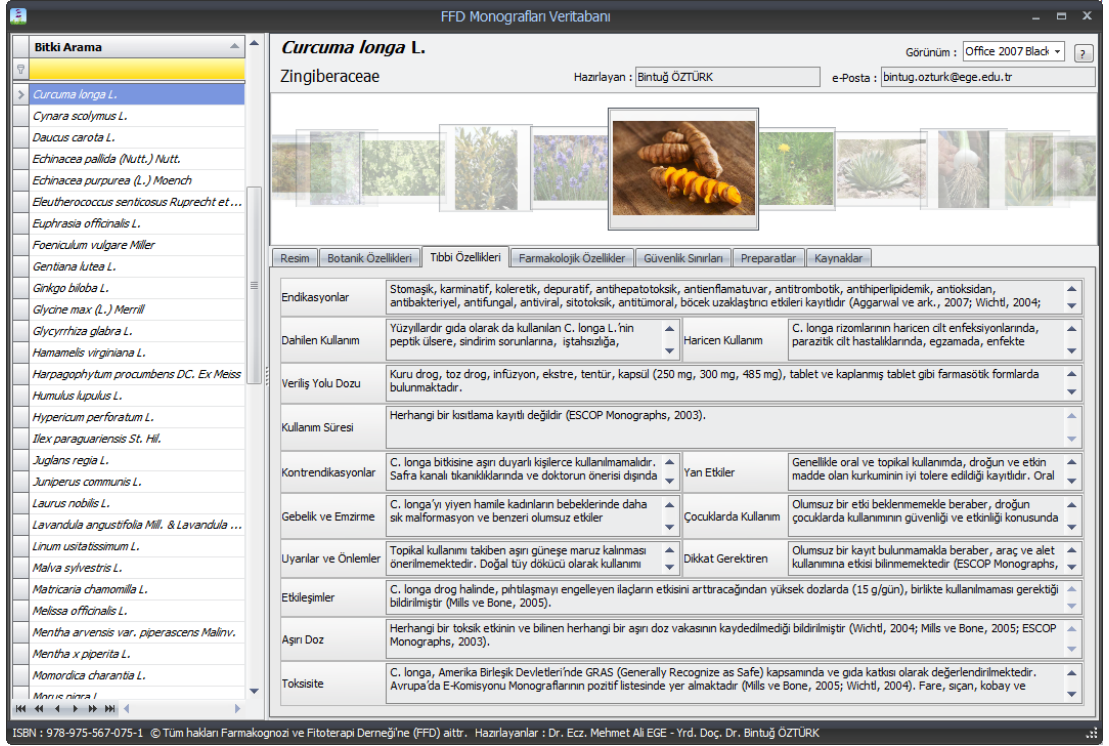 FFD Monografları Veritabanı
Bitki Arama
Curcuma longa L.
Cynara scolymus L.
Daucus carota L.
Echinacea pallida (Nutt.) Nutt.
Echinacea purpurea (L.) Moench
Eleutherococcus senticosus Ruprecht et...
Euphrasia officinalis L.
Foeniculum vulgare Miller
Gentiana lutea L.
Ginkgo biloba L.
Glycine max (L.) Merrill
Glycyrrhiza glabra L.
Hamamelis virginiana L.
Harpagophytum procumbens DC. Ex Meiss
Humulus lupulus L.
Hypericum perforatum L.
Ilex paraguariensis St. Hil.
Juglans regia L.
Juniperus communis L.
Laurus nobilis L.
Lavandula angustifolia Mill. & Lavandula ...
Linum usitatissimum L.
Malva sylvestris L.
Matricaria chamomilla L.
Melissa officinalis L.
Mentha arvensis var. piperascens Malinv.
Mentha x piperita L.
Momordica charantia L.
Morus nigra L.
Curcuma longa L.
Görünüm : Office 2007 Black ?
Zingiberaceae
Hazırlayan : Bintuğ ÖZTÜRK
e-Posta : bintug.ozturk@ege.edu.tr
Resim Botanik Özellikleri Tıbbi Özellikleri Farmakolojik Özellikler Güvenlik Sınırları Preparatlar Kaynaklar
Endikasyonlar
Stomaşik, karminatif, koleretik, depuratif, antihepatotoksik, antienflamatuvar, antitrombotik, antihiperlipidemik, antioksidan,
antibakteriyel, antifungal, antiviral, sitotoksik, antitümoral, böcek uzaklaştırıcı etkileri kayıtlıdır (Aggarwal ve ark., 2007; Wichtl, 2004;
Dahilen Kullanım
Yüzyıllardır gıda olarak da kullanılan C. longa L.'nin
peptik ülsere, sindirim sorunlarına, iştahsızlığa,
Haricen Kullanım
C. longa rizomlarının haricen cilt enfeksiyonlarında,
parazitik cilt hastalıklarında, egzamada, enfekte
Veriliş Yolu Dozu
Kuru drog, toz drog, infüzyon, ekstre, tentür, kapsül (250 mg, 300 mg, 485 mg), tablet ve kaplanmış tablet gibi farmasötik formlarda
bulunmaktadır.
Kullanım Süresi
Herhangi bir kısıtlama kayıtlı değildir (ESCOP Monographs, 2003).
Kontrendikasyonlar
C. longa bitkisine aşırı duyarlı kişilerce kullanılmamalıdır.
Safra kanalı tıkanıklıklarında ve doktorun önerisi dışında
Yan Etkiler
Genellikle oral ve topikal kullanımda, droğun ve etkin
madde olan kurkuminin iyi tolere edildiği kayıtlıdır. Oral
Gebelik ve Emzirme
C. longa'yı yiyen hamile kadınların bebeklerinde daha
sık malformasyon ve benzeri olumsuz etkiler
Çocuklarda Kullanım
Olumsuz bir etki beklenmemekle beraber, droğun
çocuklarda kullanımının güvenliği ve etkinliği konusunda
Uyarılar ve Önlemler
Topikal kullanımı takiben aşırı güneşe maruz kalınması
önerilmemektedir. Doğal tüy dökücü olarak kullanımı
Dikkat Gerektiren
Olumsuz bir kayıt bulunmamakla beraber, araç ve alet
kullanımına etkisi bilinmemektedir (ESCOP Monographs,
Etkileşimler
C. longa drog halinde, pıhtılaşmayı engelleyen ilaçların etkisini arttıracağından yüksek dozlarda (15 g/gün), birlikte kullanılmaması gerektiği
bildirilmiştir (Mills ve Bone, 2005).
Aşırı Doz
Herhangi bir toksik etkinin ve bilinen herhangi bir aşırı doz vakasının kaydedilmediği bildirilmiştir (Wichtl, 2004; Mills ve Bone, 2005; ESCOP
Monographs, 2003).
Toksisite
C. longa, Amerika Birleşik Devletleri'nde GRAS (Generally Recognize as Safe) kapsamında ve gıda katkısı olarak değerlendirilmektedir.
Avrupa'da E-Komisyonu Monograflarının pozitif listesinde yer almaktadır (Mills ve Bone, 2005; Wichtl, 2004). Fare, sıçan, kobay ve
ISBN : 978-975-567-075-1 © Tüm hakları Farmakognozi ve Fitoterapi Derneği'ne (FFD) aittr. Hazırlayanlar : Dr. Ecz. Mehmet Ali EGE - Yrd. Doç. Dr. Bintuğ ÖZTÜRK